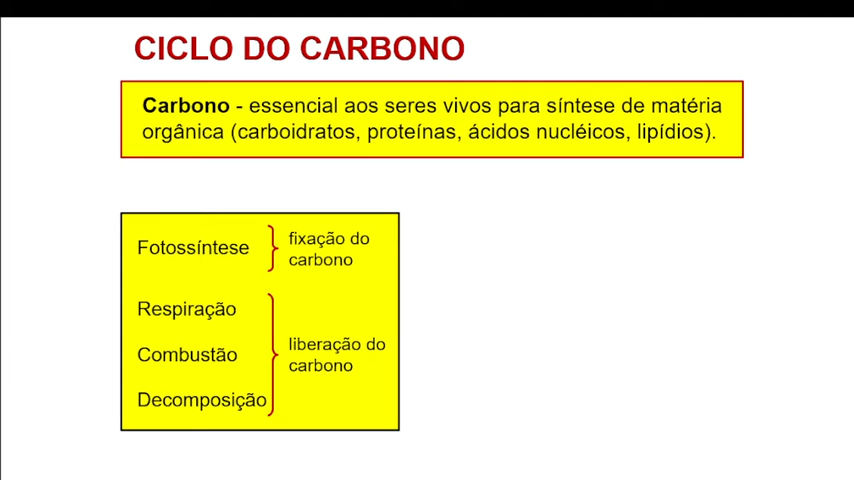 CICLO DO CARBONO
Carbono - essencial aos seres vivos para síntese de matéria
orgânica (carboidratos, proteínas, ácidos nucléicos, lipídios).
Fotossíntese
fixação do
carbono
Respiração
Combustão
Decomposição
liberação do
carbono